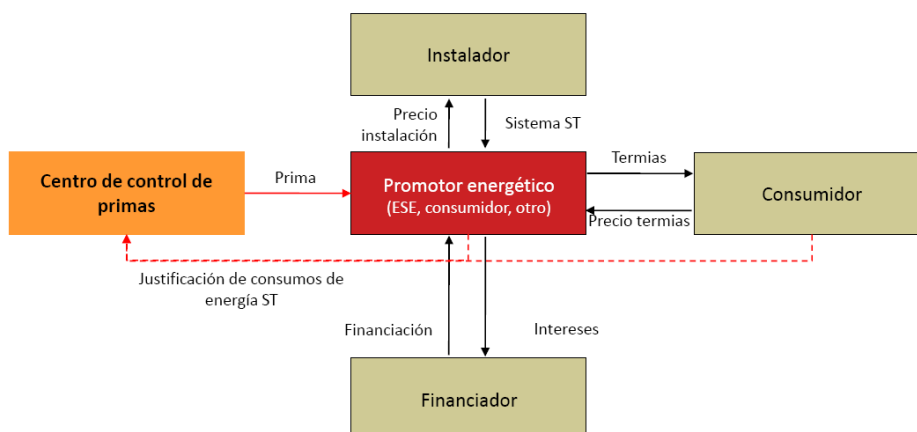 Instalador
Precio
instalación
Sistema ST
Centro de control de
primas
Prima
Promotor energético
(ESE, consumidor, otro)
Termias
Precio termias
Consumidor
Justificación de consumos de
energía ST
Financiación
Intereses
Financiador